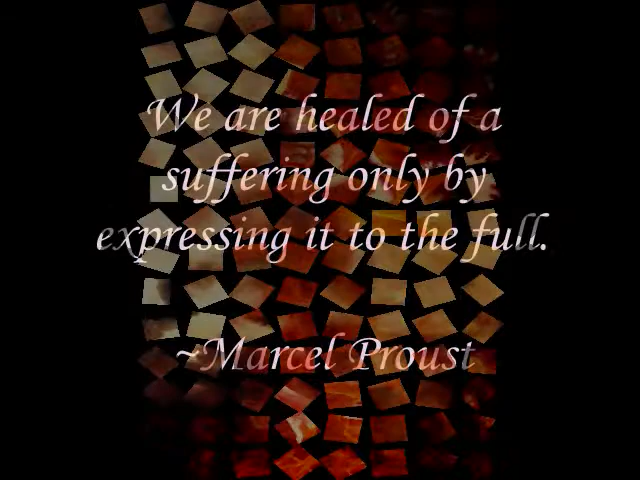 We are healed of a
suffering only by
expressing it to the full.
~Marcel Proust